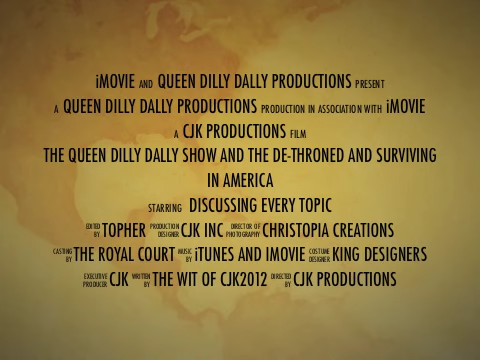 iMOVIE AND QUEEN DILLY DALLY PRODUCTIONS PRESENT
A QUEEN DILLY DALLY PRODUCTIONS PRODUCTION IN ASSOCIATION WITH iMOVIE
A CJK PRODUCTIONS FILM
THE QUEEN DILLY DALLY SHOW AND THE DE-THRONED AND SURVIVING
IN AMERICA
STARRING DISCUSSING EVERY TOPIC
EDITED BY TOPHER PRODUCTION DESIGNER CJK INC DIRECTOR OF PHOTOGRAPHY CHRISTOPIA CREATIONS
CASTING BY THE ROYAL COURT MUSIC BY iTUNES AND IMOVIE COSTUME DESIGNER KING DESIGNERS
EXECUTIVE PRODUCER CJK WRITTEN BY THE WIT OF CJK2012 DIRECTED BY CJK PRODUCTIONS